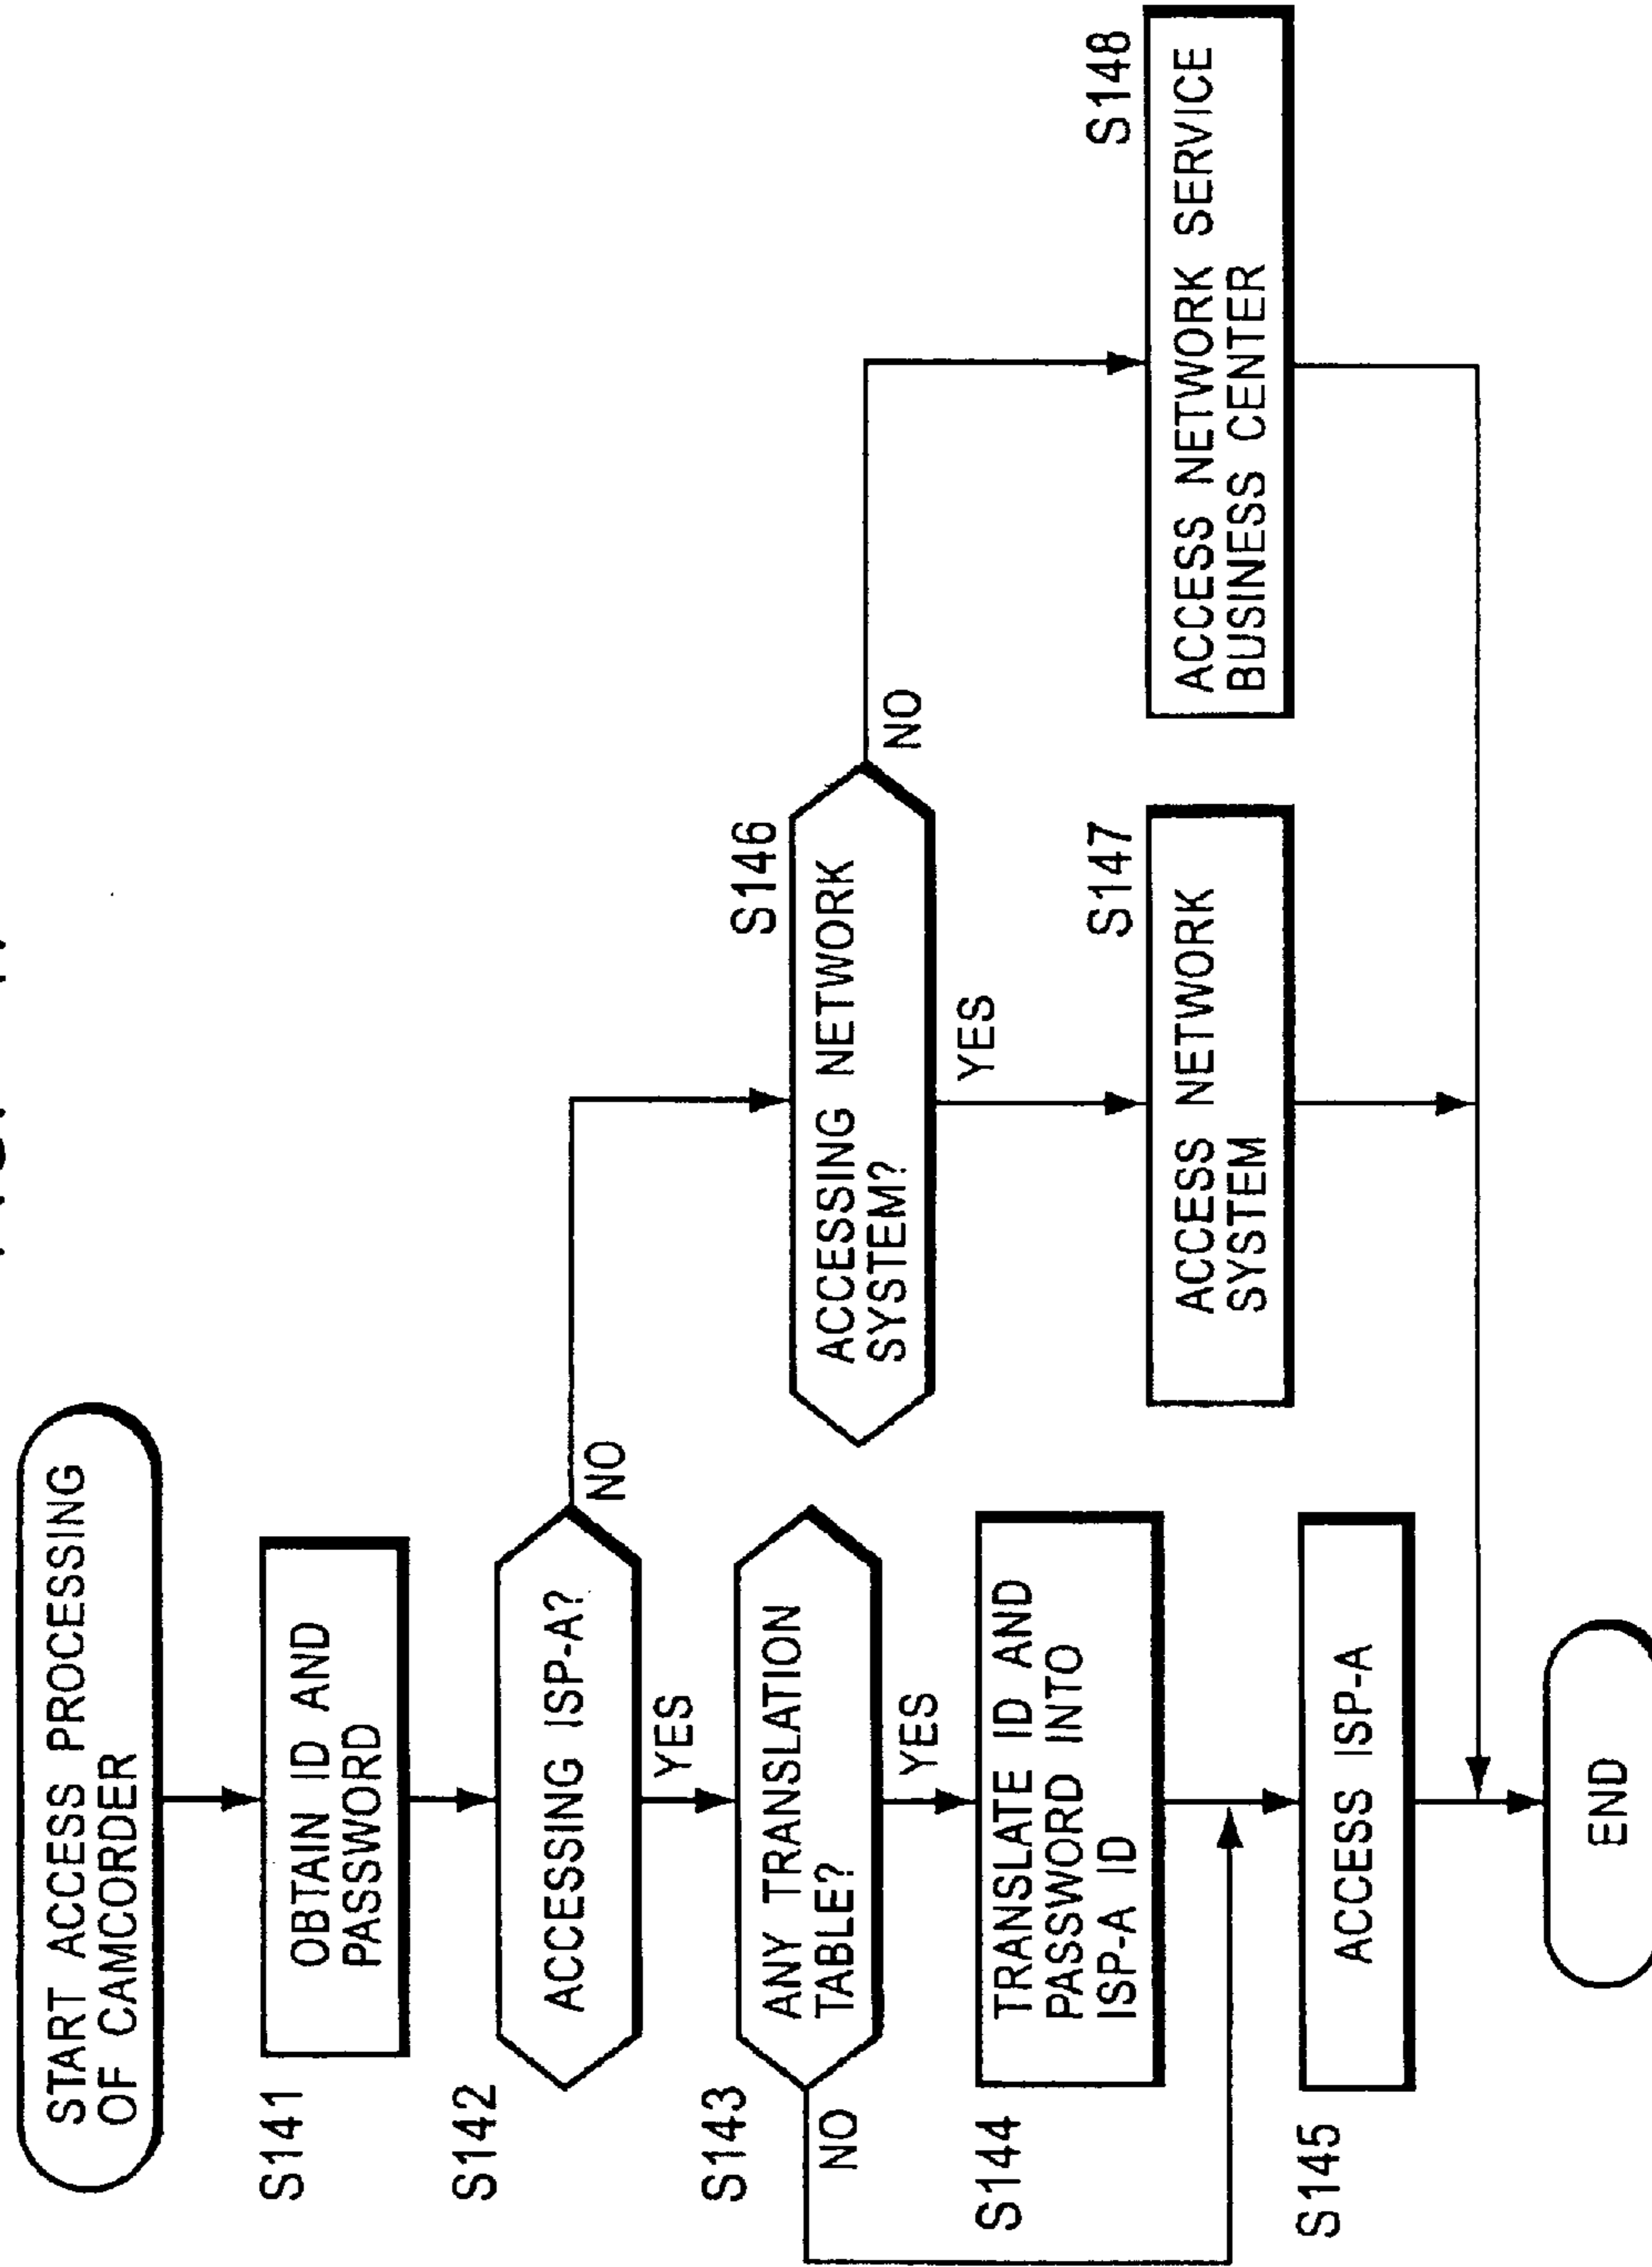 START ACCESS PROCESSING
OF CAMCORDER
S141
OBTAIN ID AND
PASSWORD
S142
ACCESSING ISP-A?
NO
YES
S143
ANY TRANSLATION
TABLE?
NO
YES
S144
TRANSLATE ID AND
PASSWORD INTO
ISP-A ID
S145
ACCESS ISP-A
END
S146
ACCESSING NETWORK
SYSTEM?
NO
YES
S147
ACCESS NETWORK
SYSTEM
S148
ACCESS NETWORK SERVICE
BUSINESS CENTER